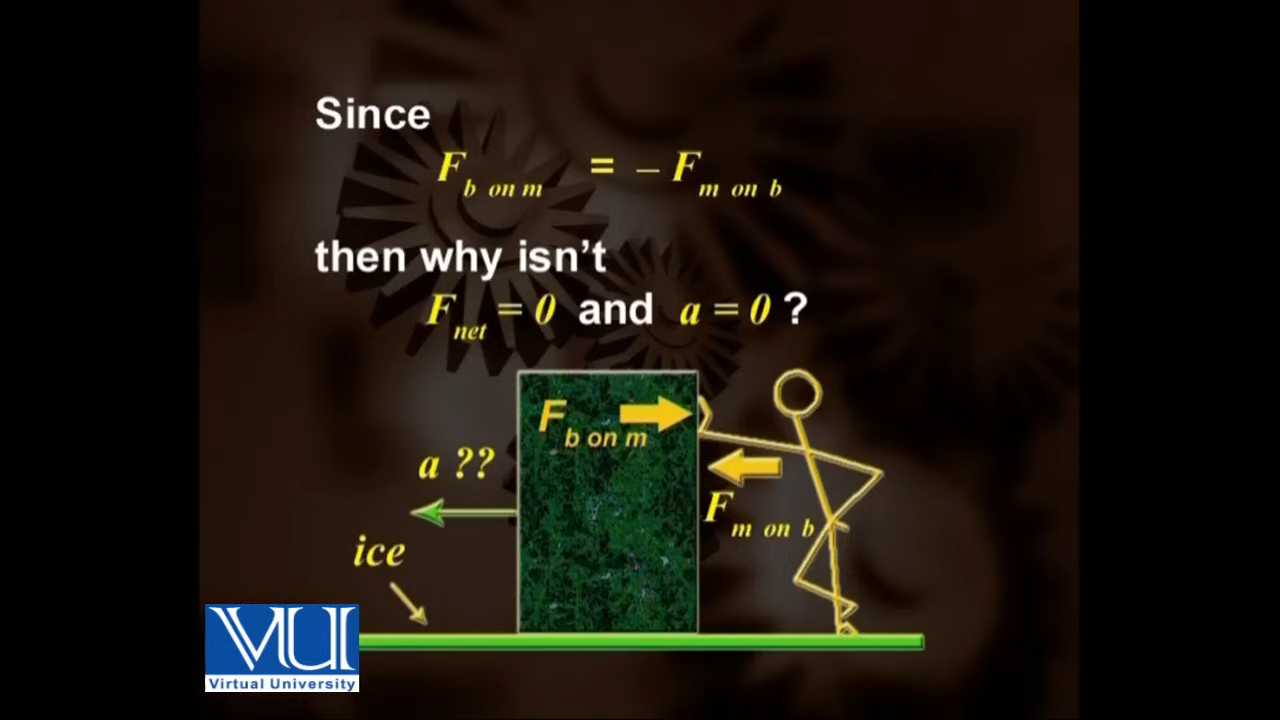 Since
F b on m = – F m on b
then why isn't
F net = 0 and a = 0 ?
F b on m
a ??
F m on b
ice
VU
Virtual University